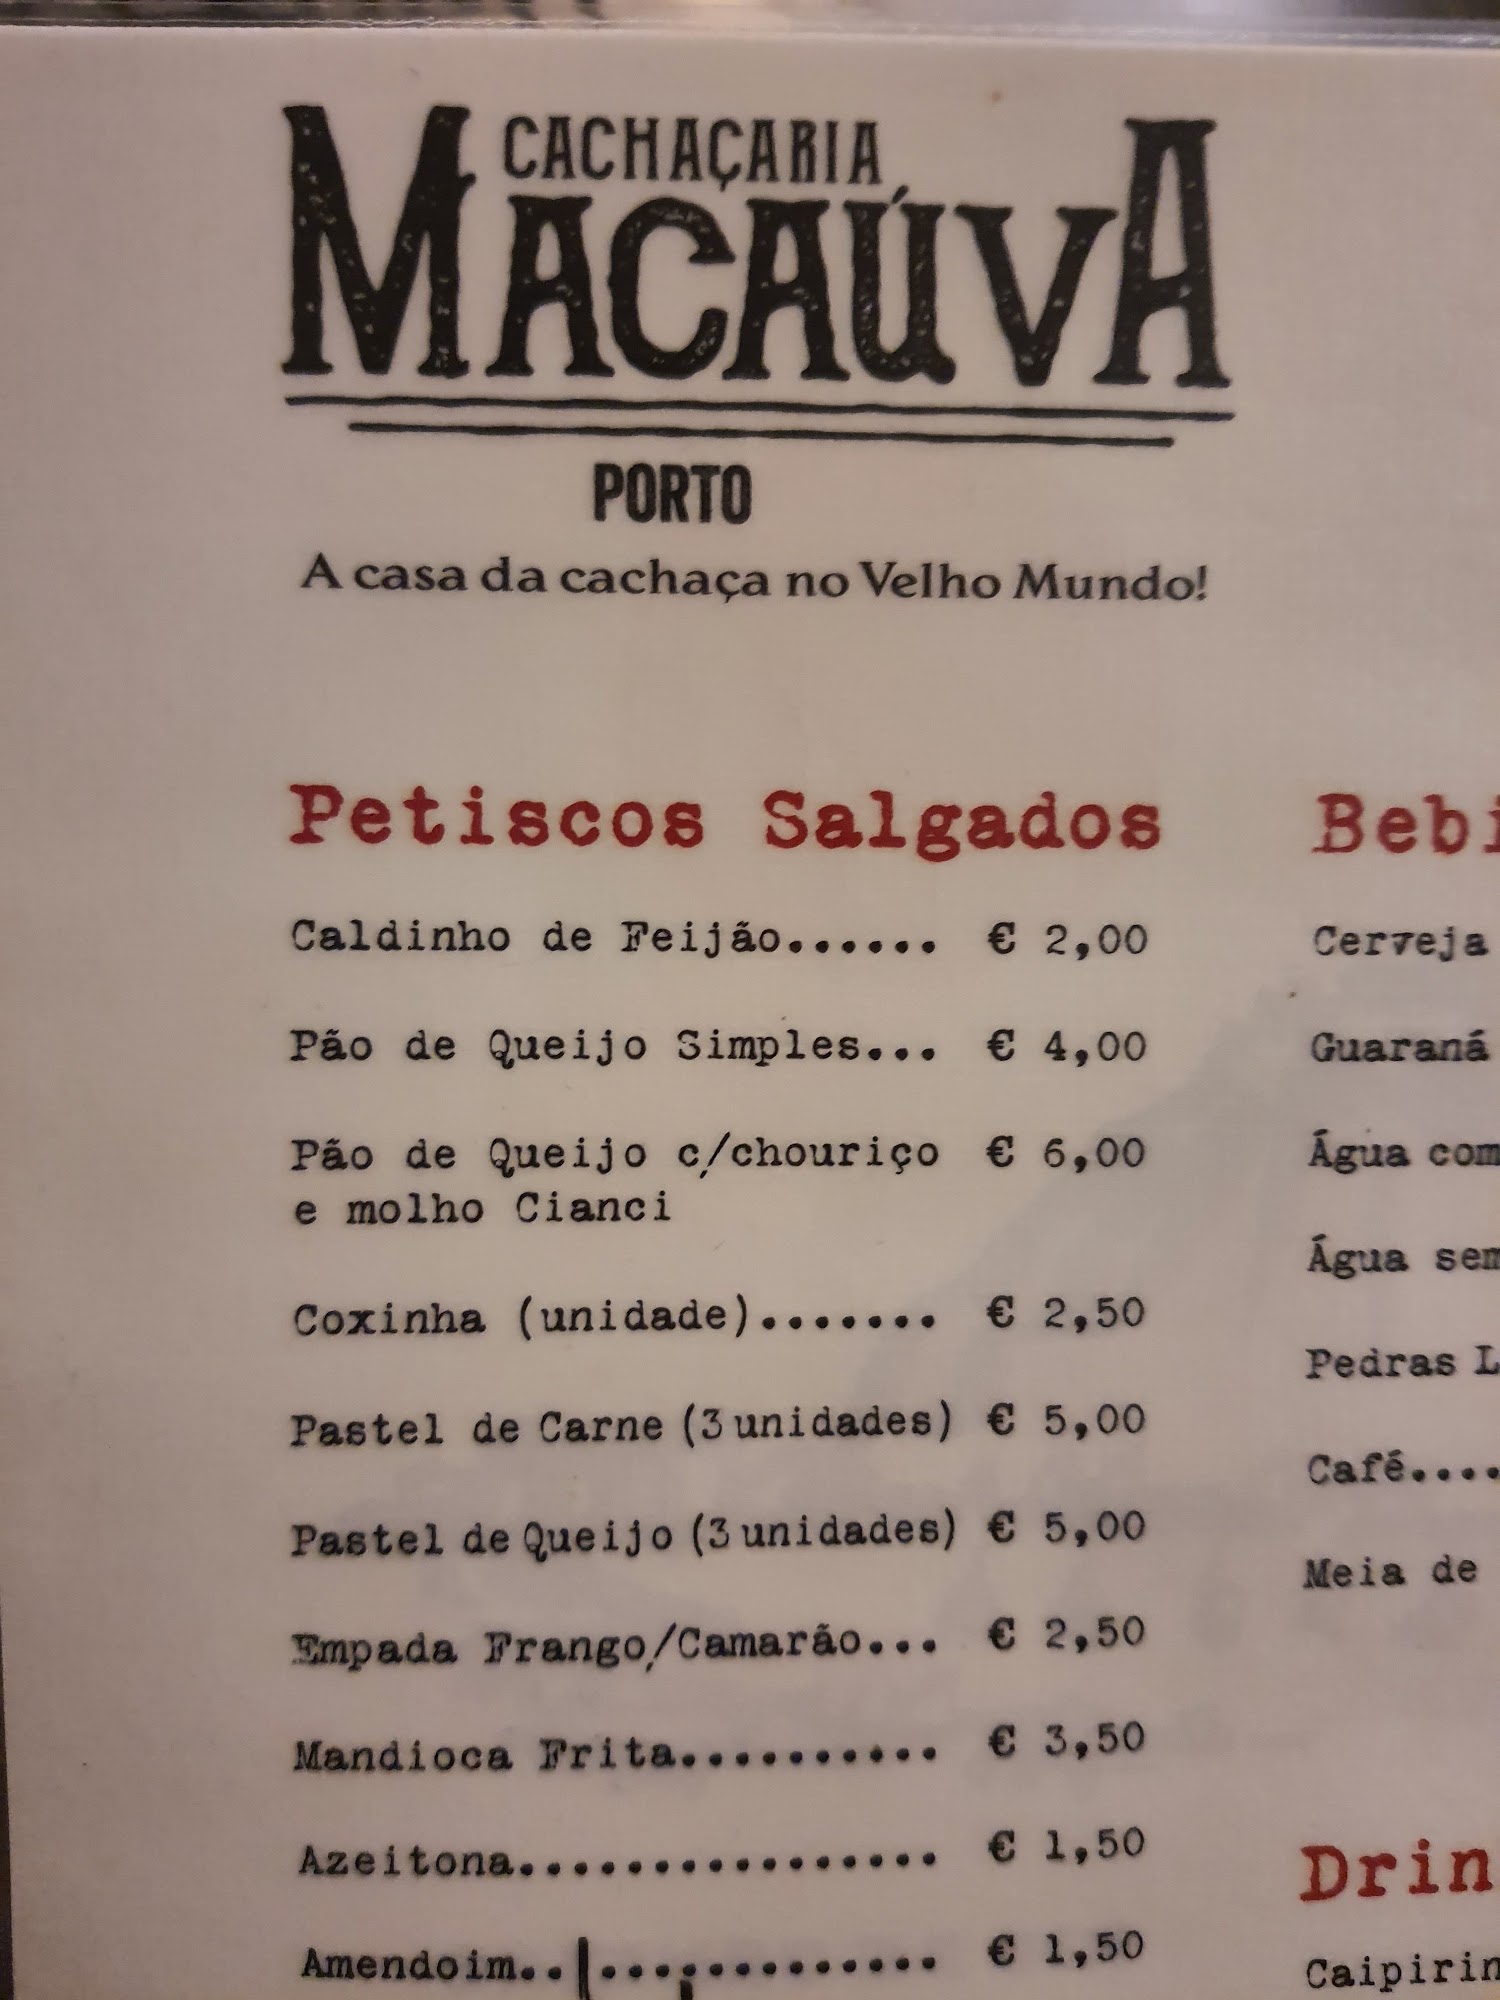 CACHAÇARIA
MACAÚVA
PORTO
A casa da cachaça no Velho Mundo!
Petiscos Salgados
Caldinho de Feijão...... € 2,00
Pão de Queijo Simples... € 4,00
Pão de Queijo c/chouriço € 6,00
e molho Cianci
Coxinha (unidade)....... € 2,50
Pastel de Carne (3 unidades) € 5,00
Pastel de Queijo (3 unidades) € 5,00
Empada Frango/Camarão... € 2,50
Mandioca Frita.......... € 3,50
Azeitona................ € 1,50
Amendoim................ € 1,50
Bebi
Cerveja
Guaraná
Água com
Água sem
Pedras L
Café....
Meia de
Drin
Caipirin